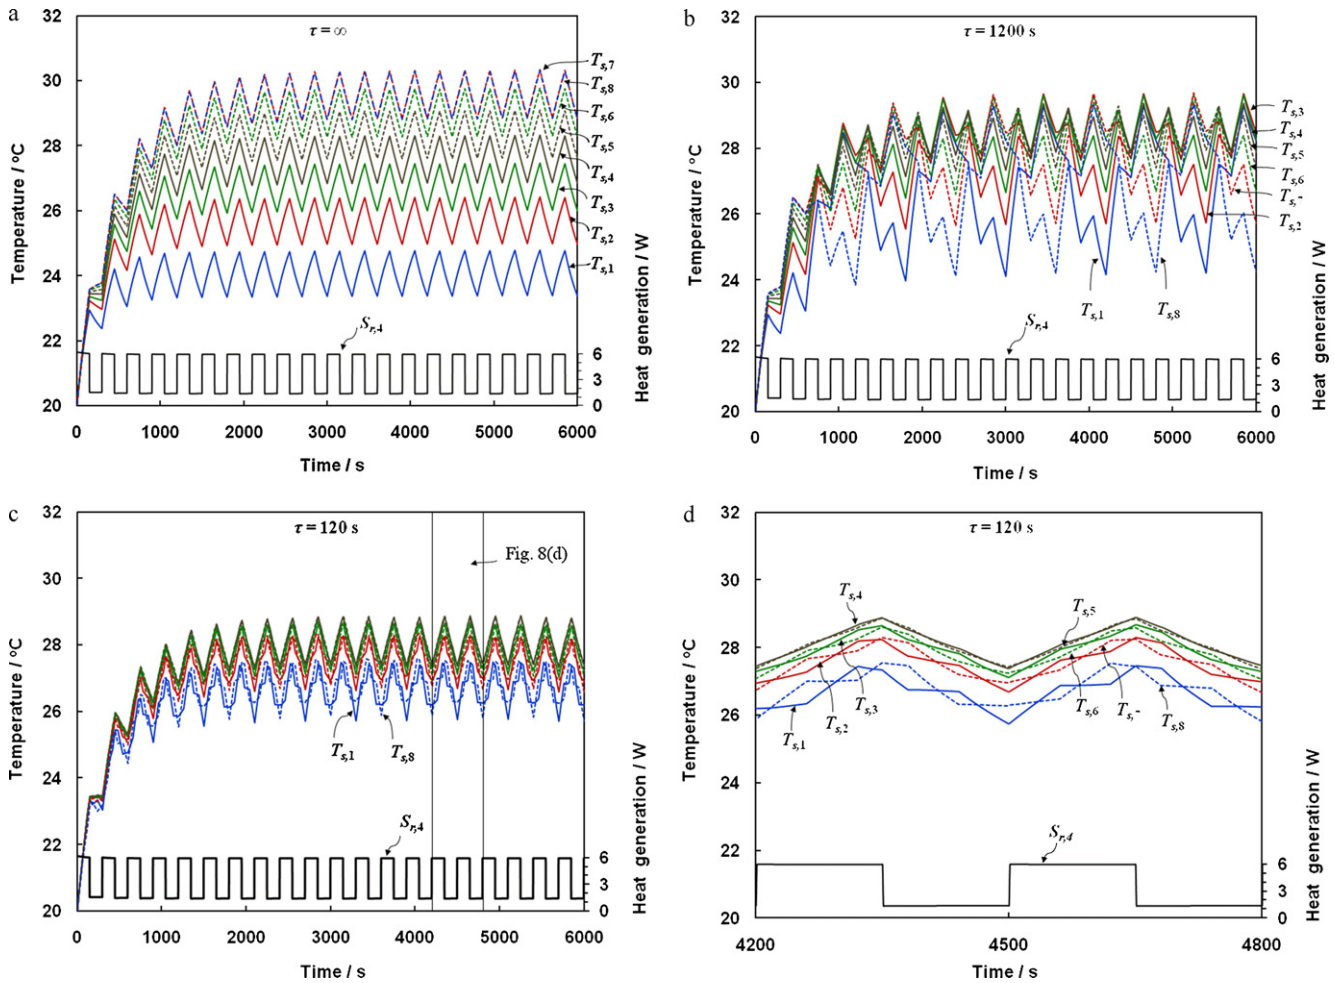 a
τ = ∞
32
30
28
26
24
22
20
Temperature / °C
T_s,7
T_s,8
T_s,6
T_s,5
T_s,4
T_s,3
T_s,2
T_s,1
S_r,4
6
3
0
Heat generation / W
0 1000 2000 3000 4000 5000 6000
Time / s
b
τ = 1200 s
32
30
28
26
24
22
20
Temperature / °C
T_s,3
T_s,4
T_s,5
T_s,6
T_s,-
T_s,2
T_s,1
T_s,8
S_r,4
6
3
0
Heat generation / W
0 1000 2000 3000 4000 5000 6000
Time / s
c
τ = 120 s
Fig. 8(d)
32
30
28
26
24
22
20
Temperature / °C
T_s,1
T_s,8
S_r,4
6
3
0
Heat generation / W
0 1000 2000 3000 4000 5000 6000
Time / s
d
τ = 120 s
32
30
28
26
24
22
20
Temperature / °C
T_s,4
T_s,5
T_s,1
T_s,2
T_s,3
T_s,6
T_s,-
T_s,8
S_r,4
6
3
0
Heat generation / W
4200 4500 4800
Time / s